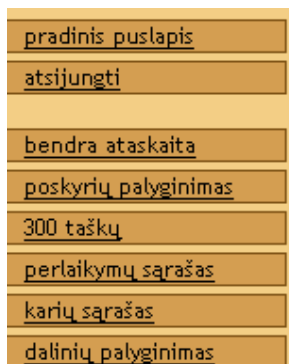 pradinis puslapis
atsijungti
bendra ataskaita
poskyrių palyginimas
300 taškų
perlaikymų sąrašas
karių sąrašas
dalinių palyginimas